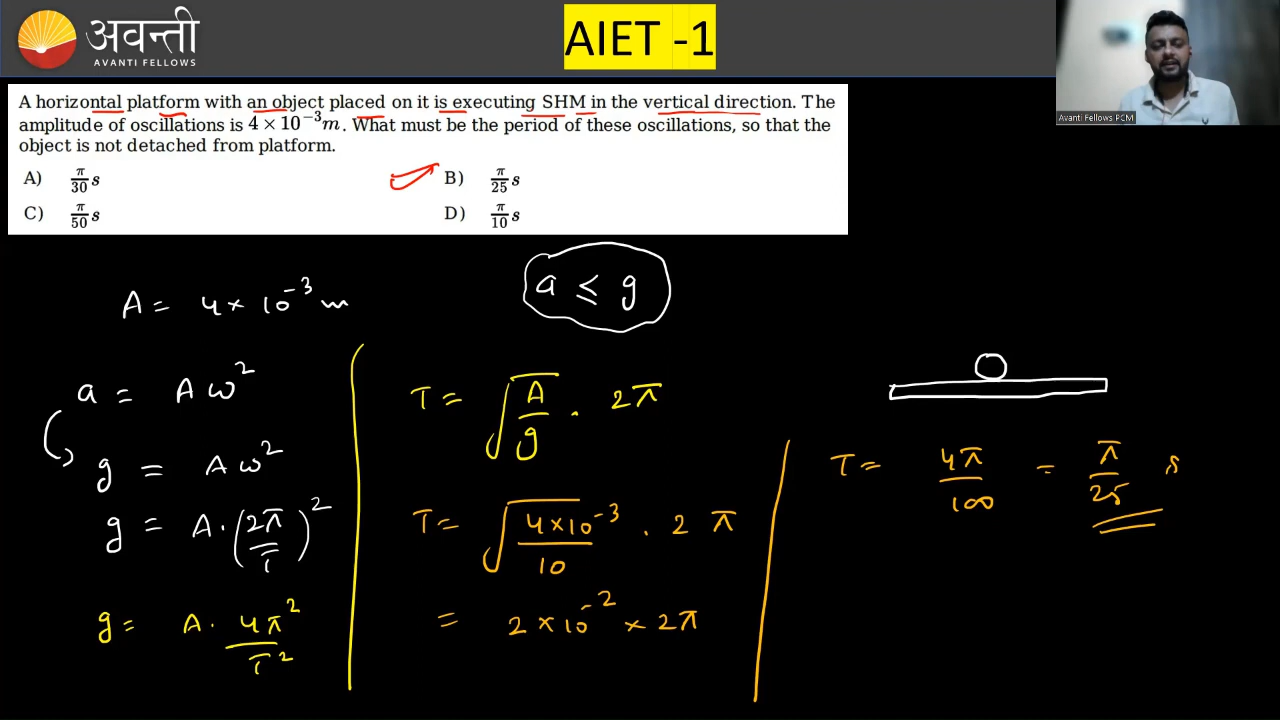 अवन्ती
AVANTI FELLOWS
AIET -1
Avanti Fellows PCM
A horizontal platform with an object placed on it is executing SHM in the vertical direction. The
amplitude of oscillations is 4 × 10⁻³m. What must be the period of these oscillations, so that the
object is not detached from platform.
A) π/30 s
B) π/25 s
C) π/50 s
D) π/10 s
A = 4 × 10⁻³ m
a ≤ g
a = Aω²
g = Aω²
g = A·(2π/T)²
g = A· 4π²/T²
T = √(A/g) · 2π
T = √(4×10⁻³/10) · 2 π
= 2 × 10⁻² × 2π
T = 4π/100 = π/25 s